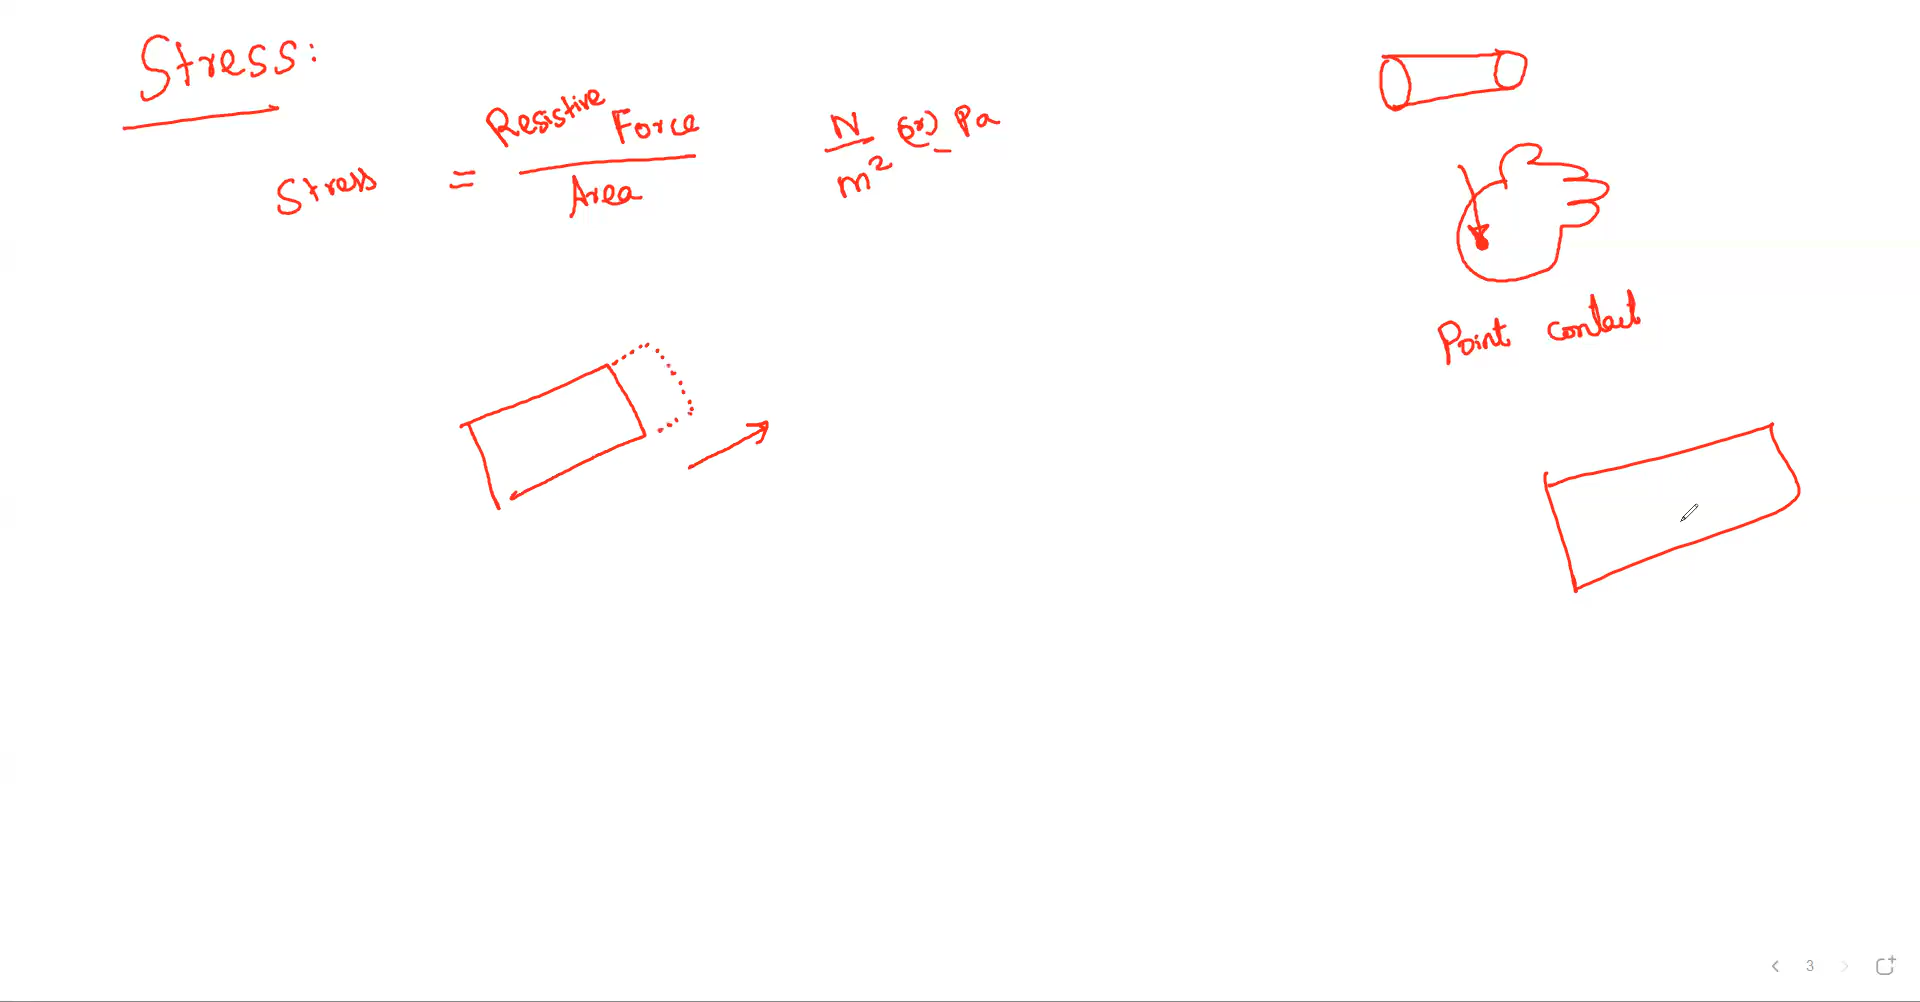 Stress:
Stress = Resistive Force / Area N/m² (or) Pa
Point contact
3